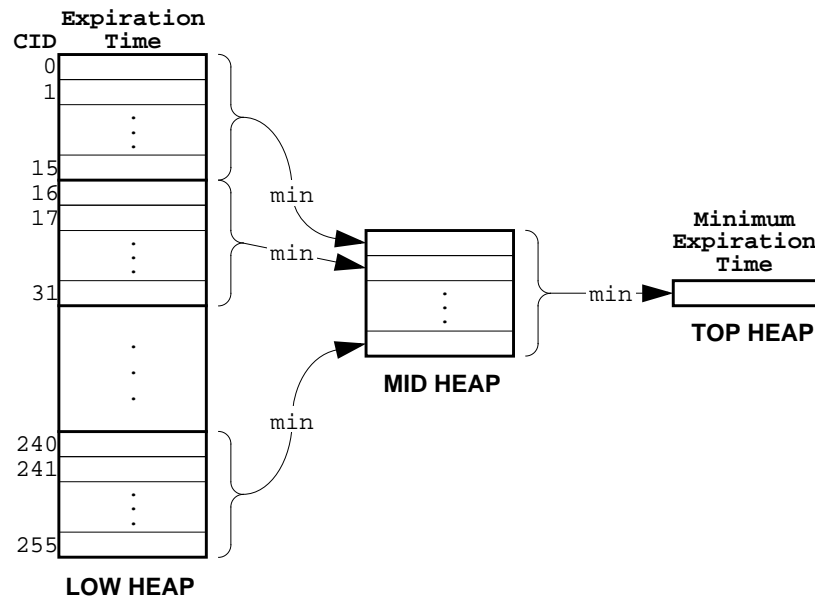 Expiration
CID Time
0
1
15
16
17
31
240
241
255
LOW HEAP
min
min
min
MID HEAP
min
Minimum
Expiration
Time
TOP HEAP